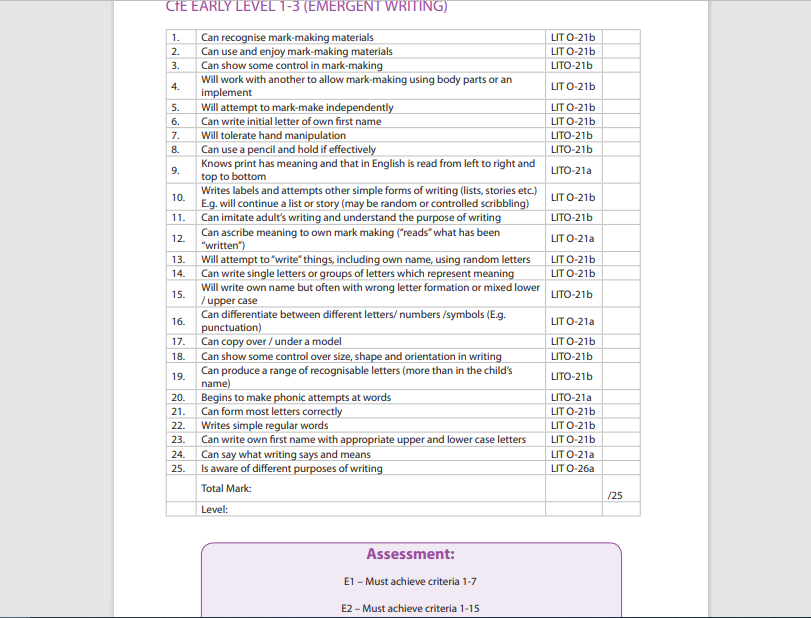 CfE EARLY LEVEL 1-3 (EMERGENT WRITING)
1. Can recognise mark-making materials LIT O-21b
2. Can use and enjoy mark-making materials LIT O-21b
3. Can show some control in mark-making LITO-21b
4. Will work with another to allow mark-making using body parts or an
implement LIT O-21b
5. Will attempt to mark-make independently LIT O-21b
6. Can write initial letter of own first name LIT O-21b
7. Will tolerate hand manipulation LITO-21b
8. Can use a pencil and hold if effectively LITO-21b
9. Knows print has meaning and that in English is read from left to right and
top to bottom LITO-21a
10. Writes labels and attempts other simple forms of writing (lists, stories etc.)
E.g. will continue a list or story (may be random or controlled scribbling) LIT O-21b
11. Can imitate adult's writing and understand the purpose of writing LITO-21b
12. Can ascribe meaning to own mark making ("reads" what has been
"written") LIT O-21a
13. Will attempt to "write" things, including own name, using random letters LIT O-21b
14. Can write single letters or groups of letters which represent meaning LIT O-21b
15. Will write own name but often with wrong letter formation or mixed lower
/ upper case LITO-21b
16. Can differentiate between different letters/ numbers /symbols (E.g.
punctuation) LIT O-21a
17. Can copy over / under a model LIT O-21b
18. Can show some control over size, shape and orientation in writing LITO-21b
19. Can produce a range of recognisable letters (more than in the child's
name) LITO-21b
20. Begins to make phonic attempts at words LITO-21a
21. Can form most letters correctly LIT O-21b
22. Writes simple regular words LIT O-21b
23. Can write own first name with appropriate upper and lower case letters LIT O-21b
24. Can say what writing says and means LIT O-21a
25. Is aware of different purposes of writing LIT O-26a
Total Mark: /25
Level:
Assessment:
E1 – Must achieve criteria 1-7
E2 – Must achieve criteria 1-15